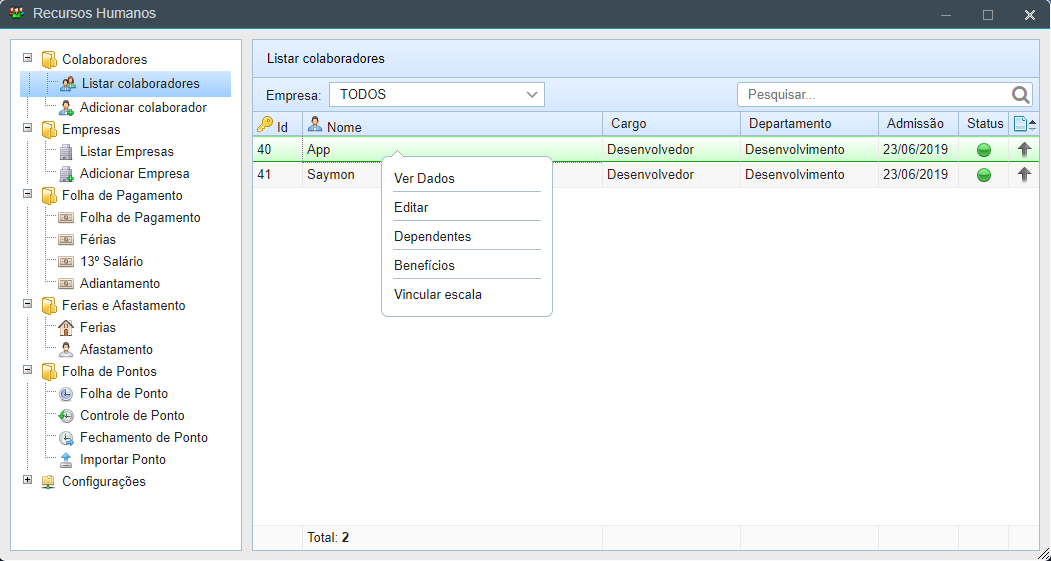 Recursos Humanos
Colaboradores
Listar colaboradores
Adicionar colaborador
Empresas
Listar Empresas
Adicionar Empresa
Folha de Pagamento
Folha de Pagamento
Férias
13º Salário
Adiantamento
Ferias e Afastamento
Ferias
Afastamento
Folha de Pontos
Folha de Ponto
Controle de Ponto
Fechamento de Ponto
Importar Ponto
Configurações
Listar colaboradores
Empresa: TODOS Pesquisar...
Id Nome Cargo Departamento Admissão Status
40 App Desenvolvedor Desenvolvimento 23/06/2019
41 Saymon Desenvolvedor Desenvolvimento 23/06/2019
Ver Dados
Editar
Dependentes
Benefícios
Vincular escala
Total: 2